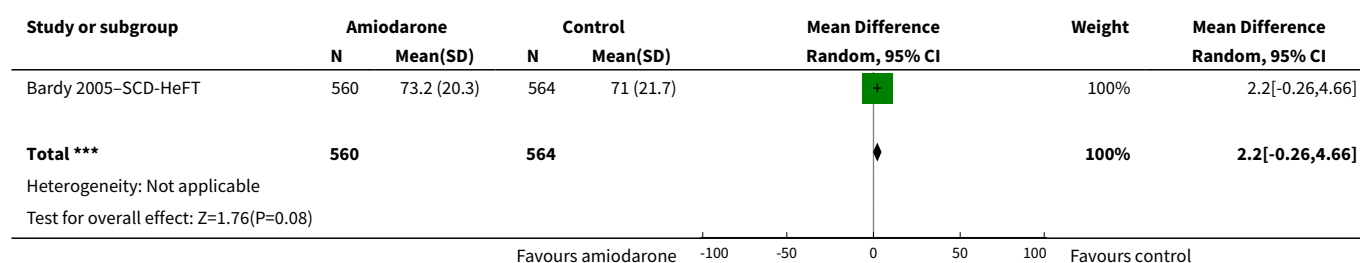 Study or subgroup Amiodarone Control Mean Difference Weight Mean Difference
N Mean(SD) N Mean(SD) Random, 95% CI Random, 95% CI
Bardy 2005–SCD-HeFT 560 73.2 (20.3) 564 71 (21.7) 100% 2.2[-0.26,4.66]
Total *** 560 564 100% 2.2[-0.26,4.66]
Heterogeneity: Not applicable
Test for overall effect: Z=1.76(P=0.08)
Favours amiodarone -100 -50 0 50 100 Favours control